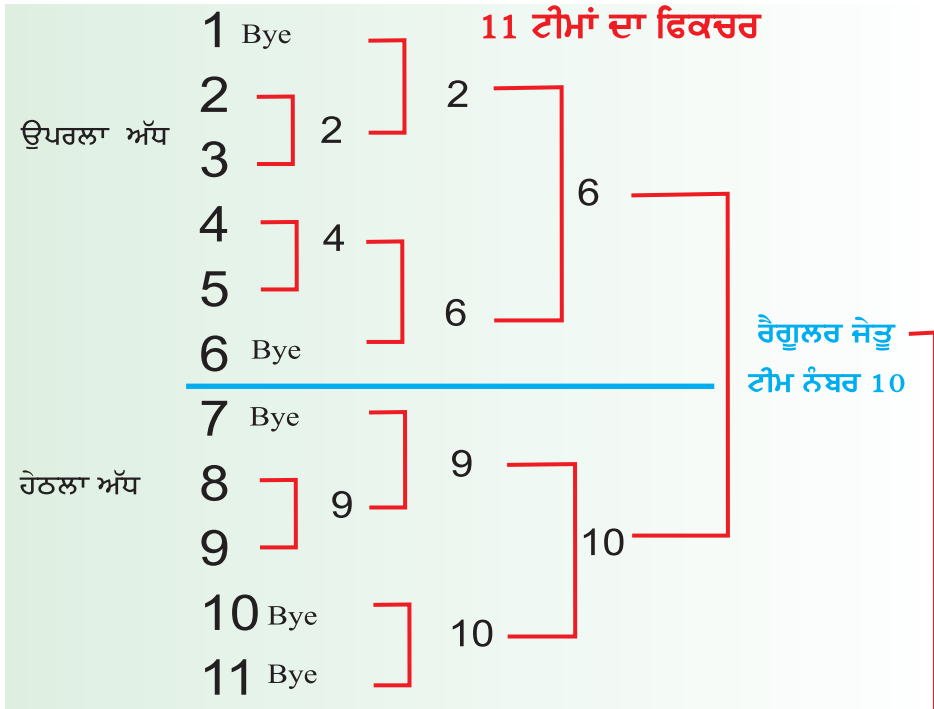 11 ਟੀਮਾਂ ਦਾ ਫਿਕਚਰ
1 Bye
2
2
ਉਪਰਲਾ ਅੱਧ
2
3
6
4
4
5
6
6 Bye
ਰੈਗੂਲਰ ਜੇਤੂ
ਟੀਮ ਨੰਬਰ 10
7 Bye
9
ਹੇਠਲਾ ਅੱਧ
8
9
9
10
10 Bye
10
11 Bye